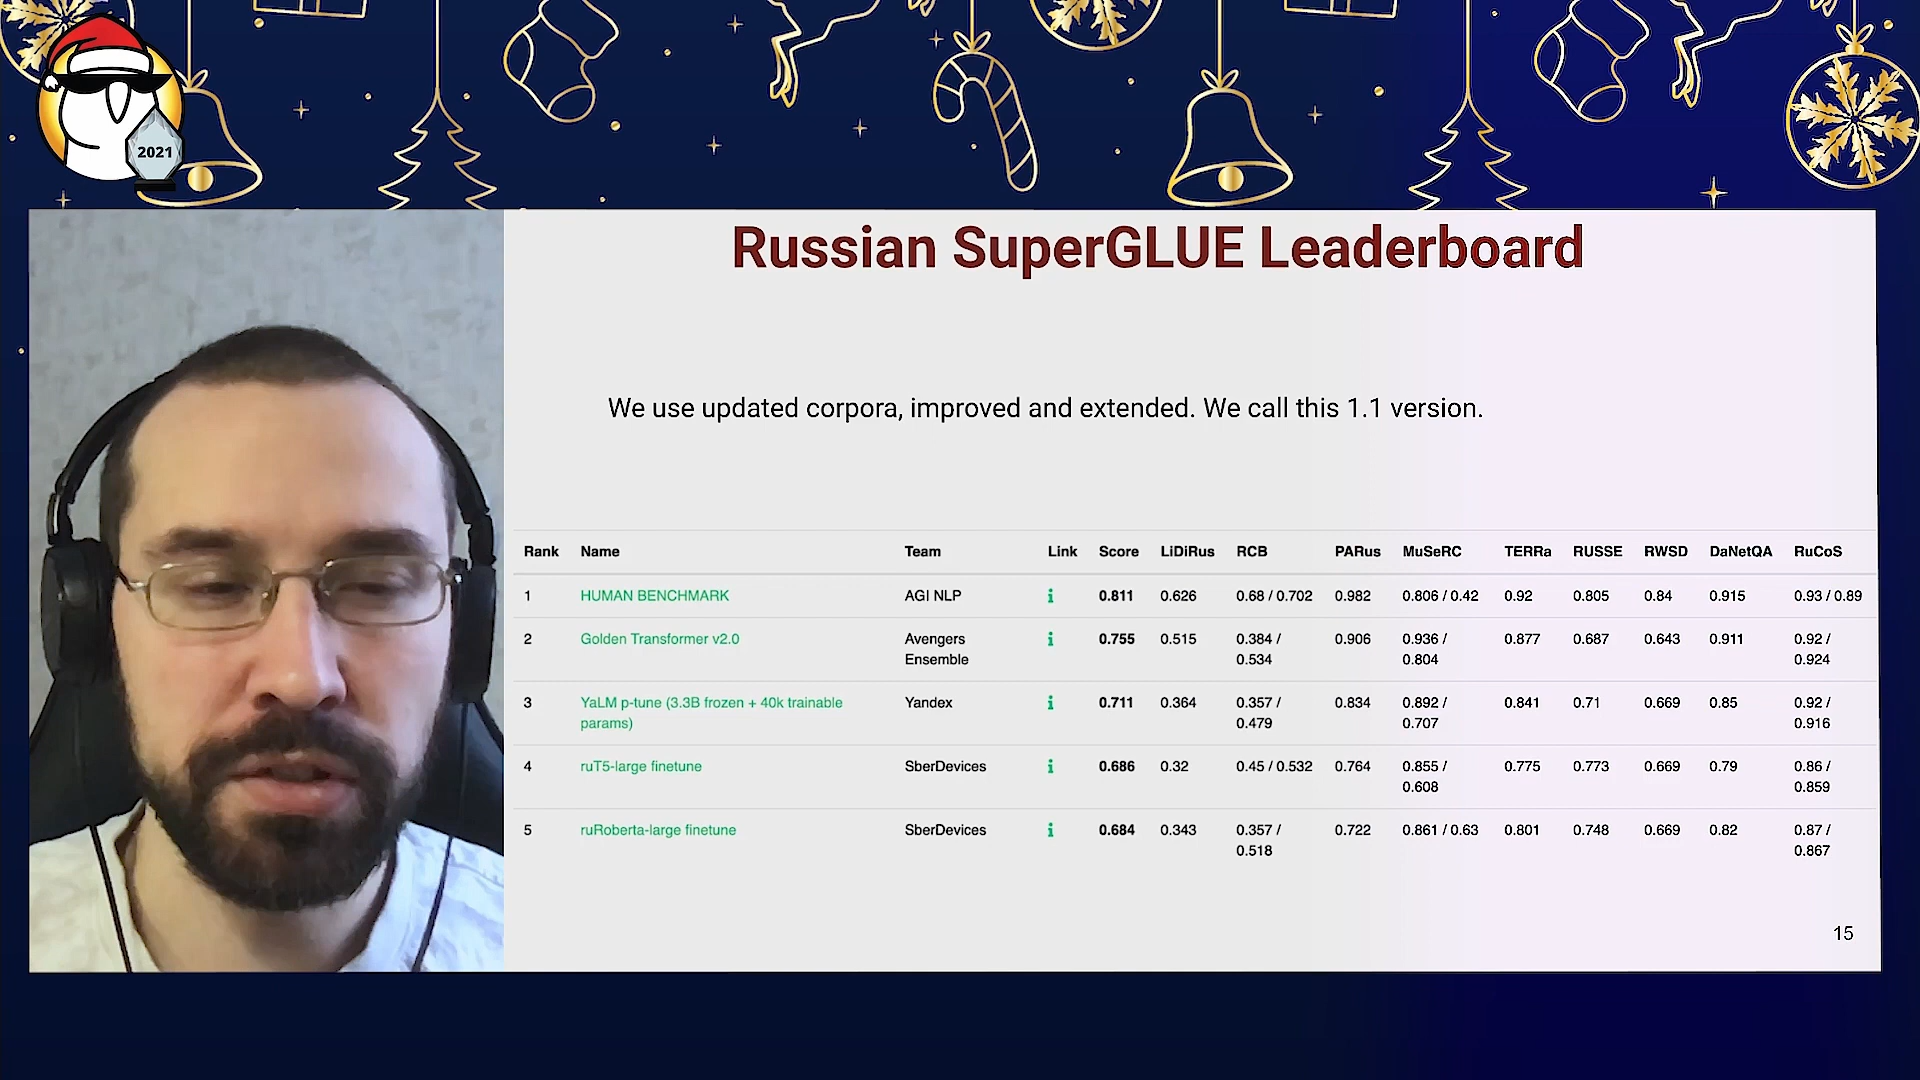 2021
Russian SuperGLUE Leaderboard
We use updated corpora, improved and extended. We call this 1.1 version.
Rank Name Team Link Score LiDiRus RCB PARus MuSeRC TERRa RUSSE RWSD DaNetQA RuCoS
1 HUMAN BENCHMARK AGI NLP i 0.811 0.626 0.68 / 0.702 0.982 0.806 / 0.42 0.92 0.805 0.84 0.915 0.93 / 0.89
2 Golden Transformer v2.0 Avengers i 0.755 0.515 0.384 / 0.906 0.936 / 0.877 0.687 0.643 0.911 0.92 /
Ensemble 0.534 0.804 0.924
3 YaLM p-tune (3.3B frozen + 40k trainable Yandex i 0.711 0.364 0.357 / 0.834 0.892 / 0.841 0.71 0.669 0.85 0.92 /
params) 0.479 0.707 0.916
4 ruT5-large finetune SberDevices i 0.686 0.32 0.45 / 0.532 0.764 0.855 / 0.775 0.773 0.669 0.79 0.86 /
0.608 0.859
5 ruRoberta-large finetune SberDevices i 0.684 0.343 0.357 / 0.722 0.861 / 0.63 0.801 0.748 0.669 0.82 0.87 /
0.518 0.867
15